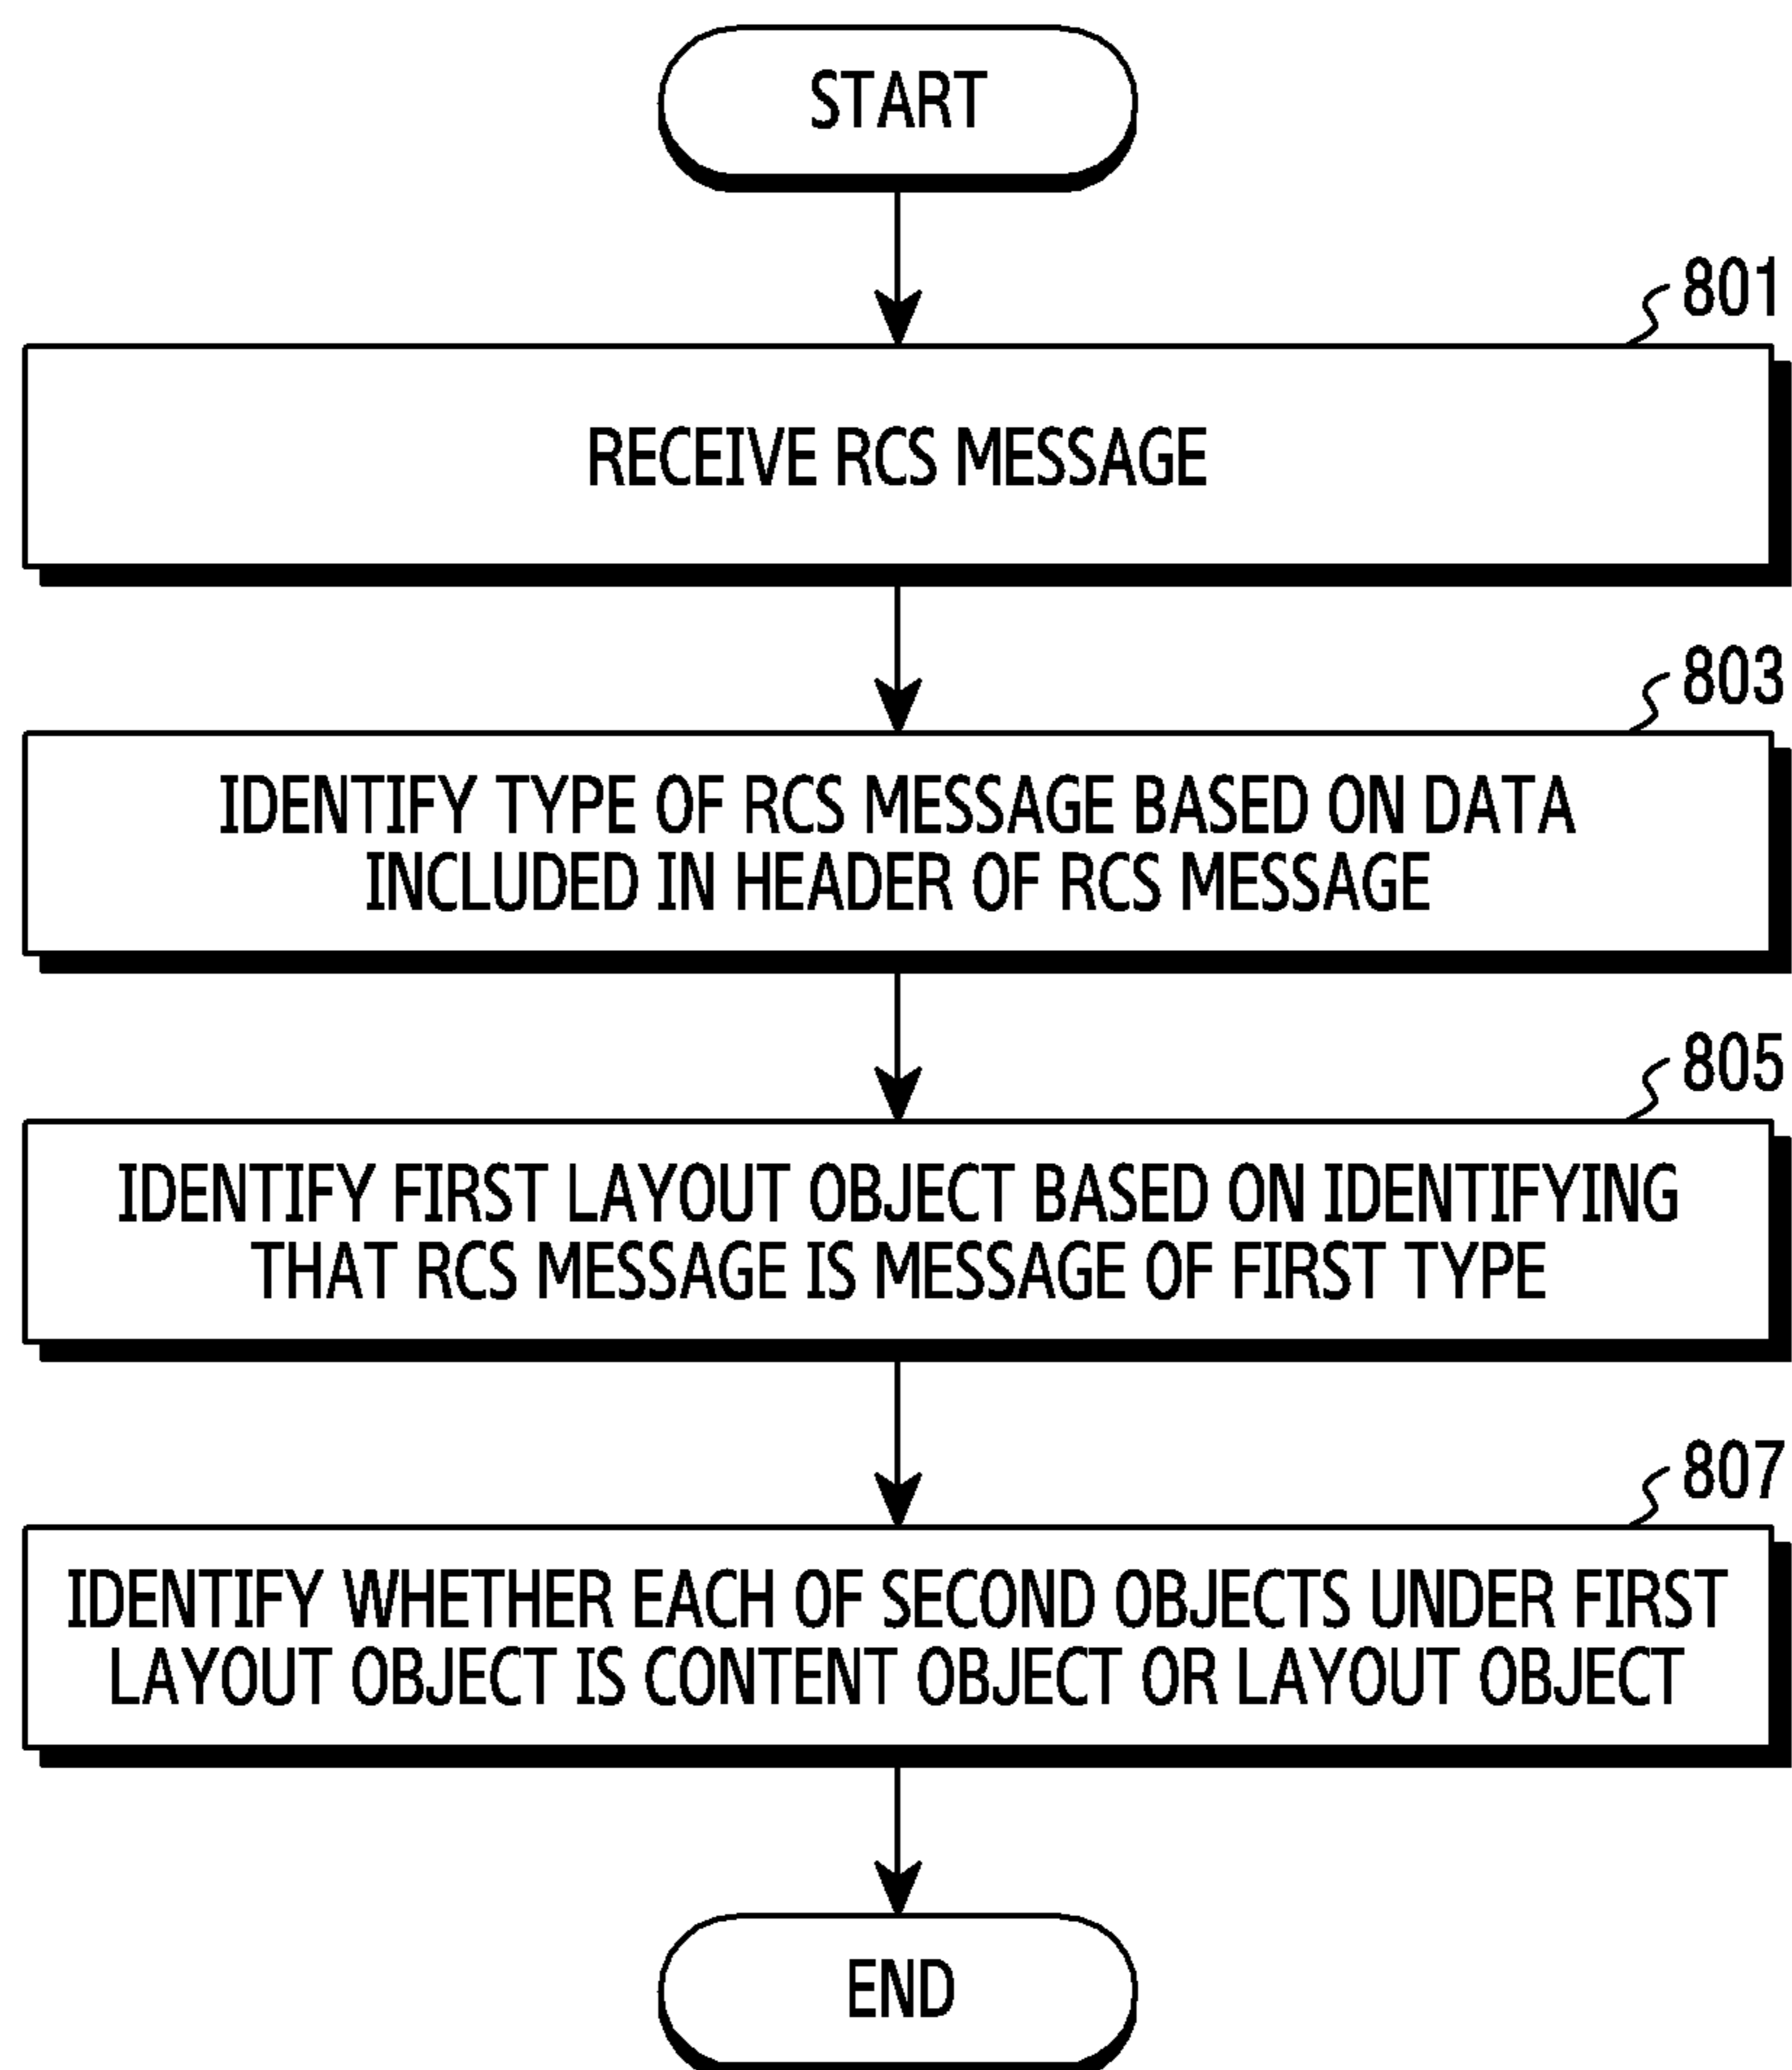 START
801
RECEIVE RCS MESSAGE
803
IDENTIFY TYPE OF RCS MESSAGE BASED ON DATA
INCLUDED IN HEADER OF RCS MESSAGE
805
IDENTIFY FIRST LAYOUT OBJECT BASED ON IDENTIFYING
THAT RCS MESSAGE IS MESSAGE OF FIRST TYPE
807
IDENTIFY WHETHER EACH OF SECOND OBJECTS UNDER FIRST
LAYOUT OBJECT IS CONTENT OBJECT OR LAYOUT OBJECT
END